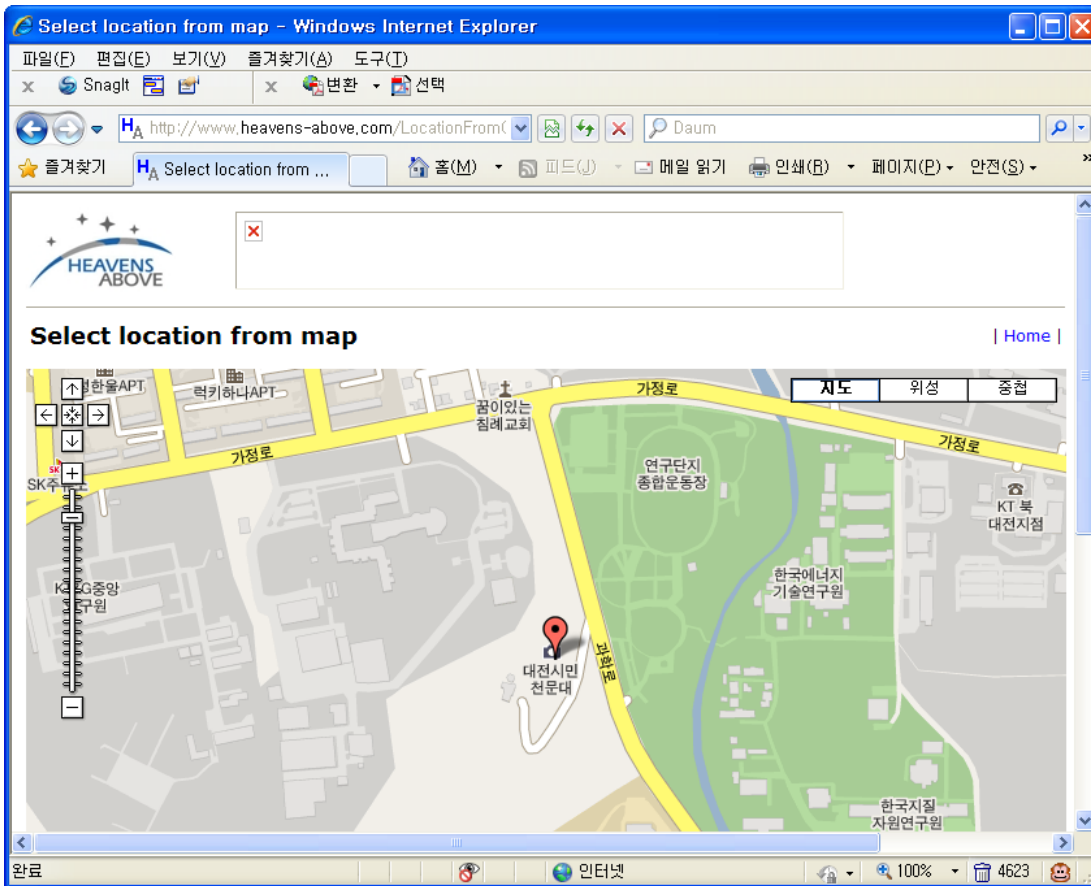 Select location from map - Windows Internet Explorer
파일(F) 편집(E) 보기(V) 즐겨찾기(A) 도구(T)
x SnagIt x 변환 선택
HA http://www.heavens-above.com/LocationFrom Daum
즐겨찾기 HA Select location from ... 홈(M) 피드(J) 메일 읽기 인쇄(R) 페이지(P) 안전(S) »
HEAVENS
ABOVE
Select location from map
| Home |
한울APT
럭키하나APT
꿈이있는
침례교회
가정로
지도 위성 중첩
가정로
가정로
SK
연구단지
종합운동장
KT 북
대전지점
한국에너지
기술연구원
중앙
구원
대전시민
천문대
과학로
한국지질
자원연구원
완료 인터넷 100% 4623